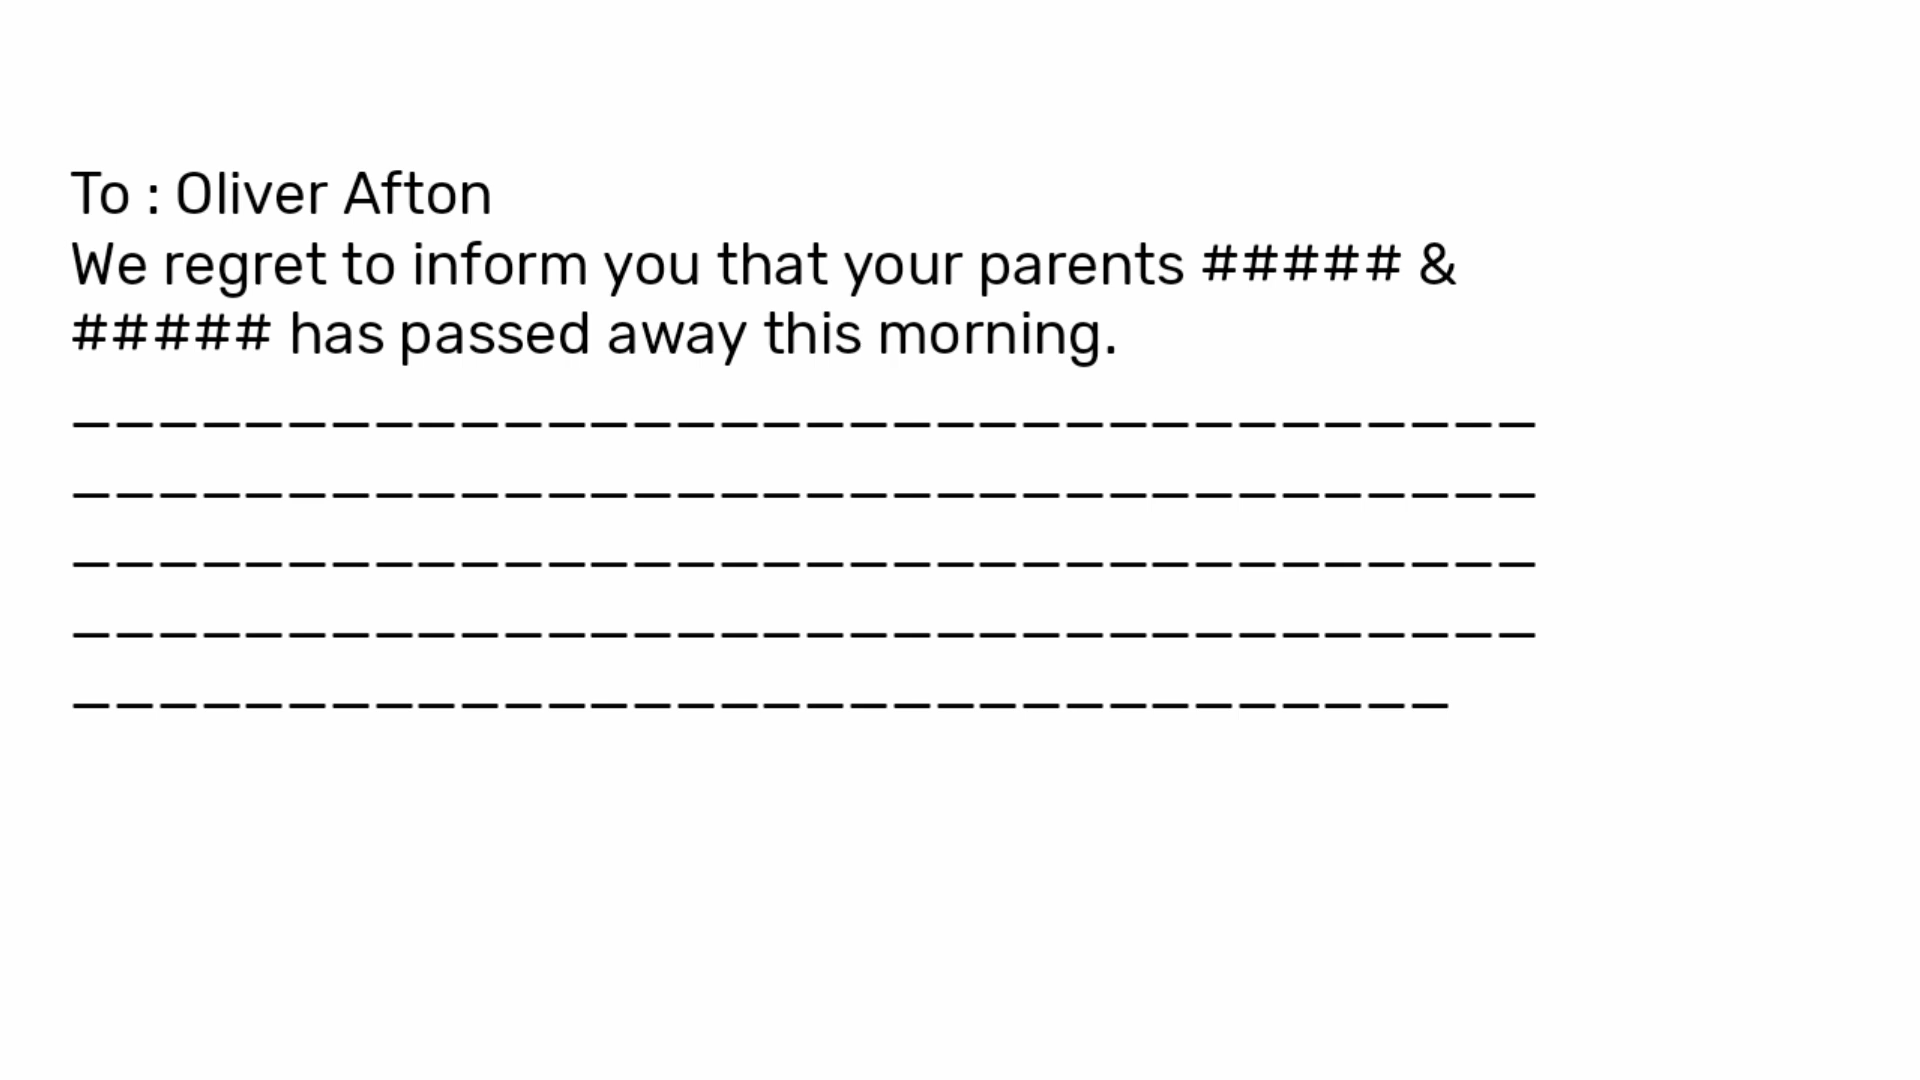 To : Oliver Afton
We regret to inform you that your parents ##### &
##### has passed away this morning.
__________________________________
__________________________________
__________________________________
__________________________________
________________________________